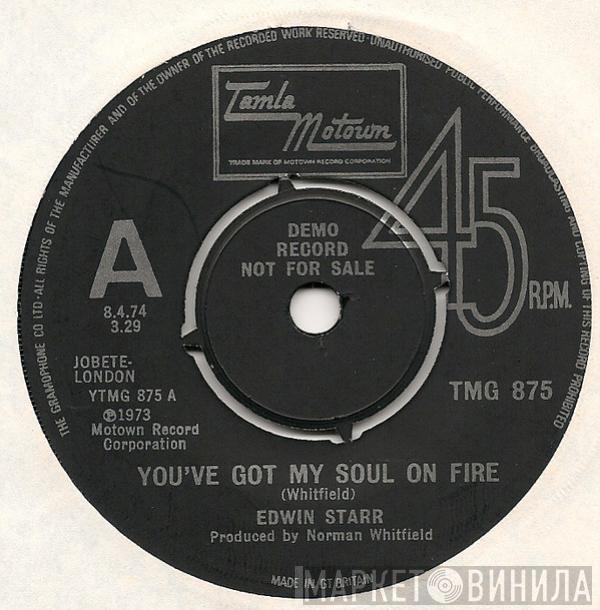 THE GRAMOPHONE CO LTD·ALL RIGHTS OF THE MANUFACTURER AND OF THE OWNER OF THE RECORDED WORK RESERVED·UNAUTHORISED PUBLIC PERFORMANCE BROADCASTING AND COPYING OF THIS RECORD PROHIBITED
Tamla
Motown
TRADE MARK OF MOTOWN RECORD CORPORATION
45
R.P.M.
A
8.4.74
3.29
DEMO
RECORD
NOT FOR SALE
JOBETE-
LONDON
YTMG 875 A
℗1973
Motown Record
Corporation
TMG 875
YOU'VE GOT MY SOUL ON FIRE
(Whitfield)
EDWIN STARR
Produced by Norman Whitfield
MADE IN GT BRITAIN
МАРКЕТ ВИНИЛА